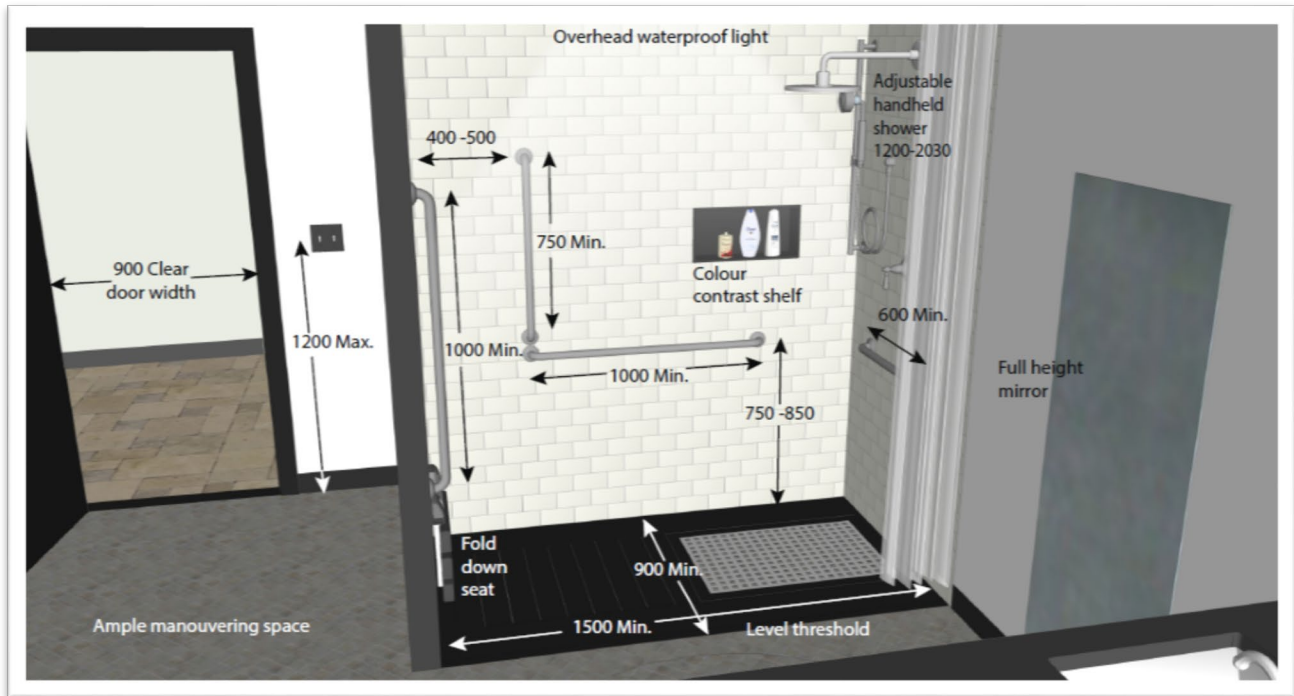 Overhead waterproof light
Adjustable
handheld
shower
1200-2030
400 -500
750 Min.
900 Clear
door width
Colour
contrast shelf
600 Min.
1200 Max.
1000 Min.
1000 Min.
Full height
mirror
750 -850
Fold
down
seat
900 Min.
Ample manouvering space
1500 Min.
Level threshold